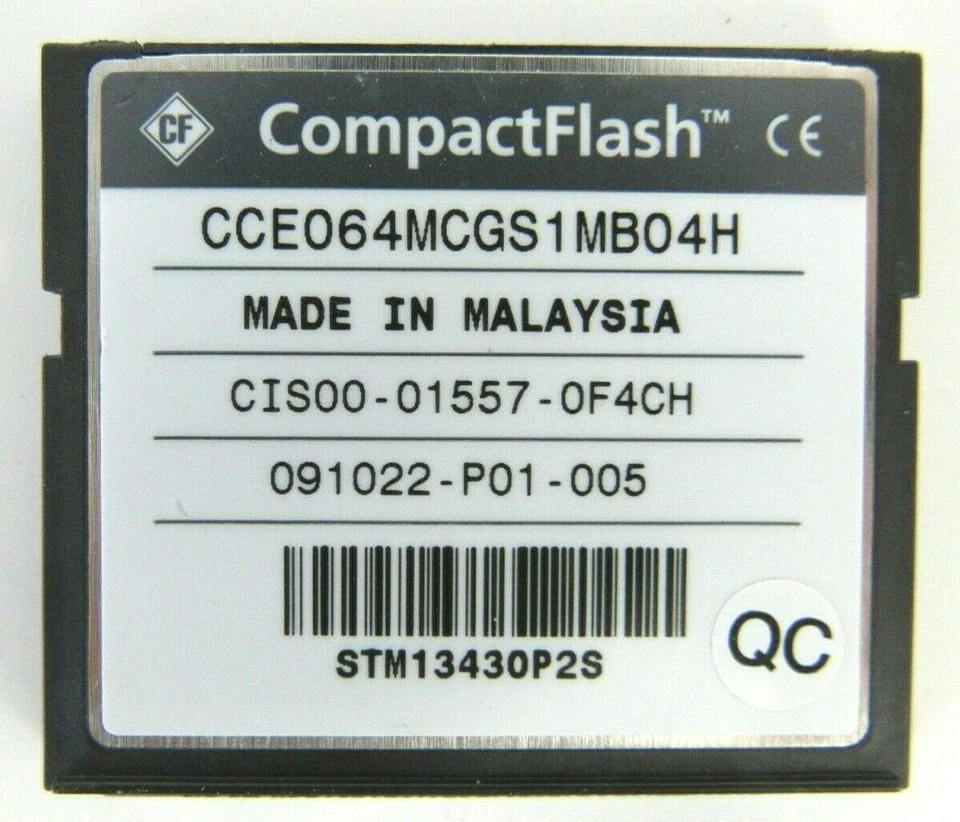 CF CompactFlash™ CE
CCE064MCGS1MB04H
MADE IN MALAYSIA
CIS00-01557-0F4CH
091022-P01-005
STM13430P2S
QC